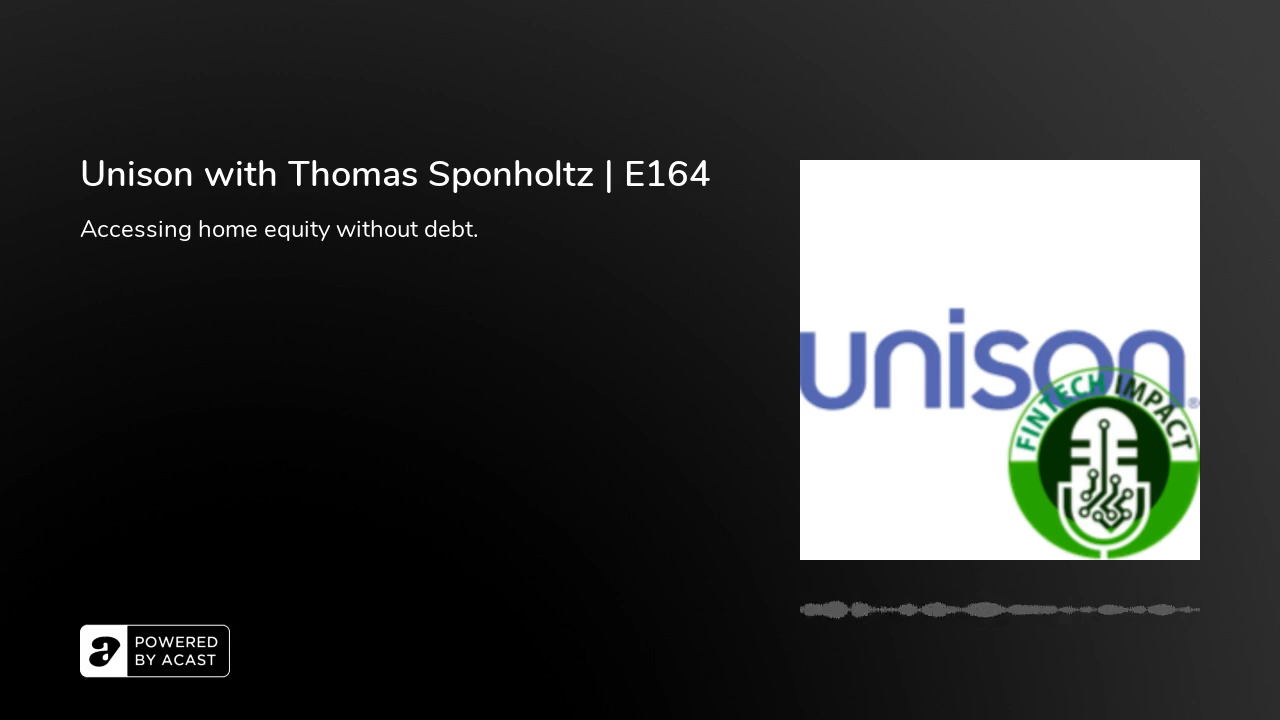 Unison with Thomas Sponholtz | E164
Accessing home equity without debt.
unison®
FINTECH IMPACT
POWERED
BY ACAST